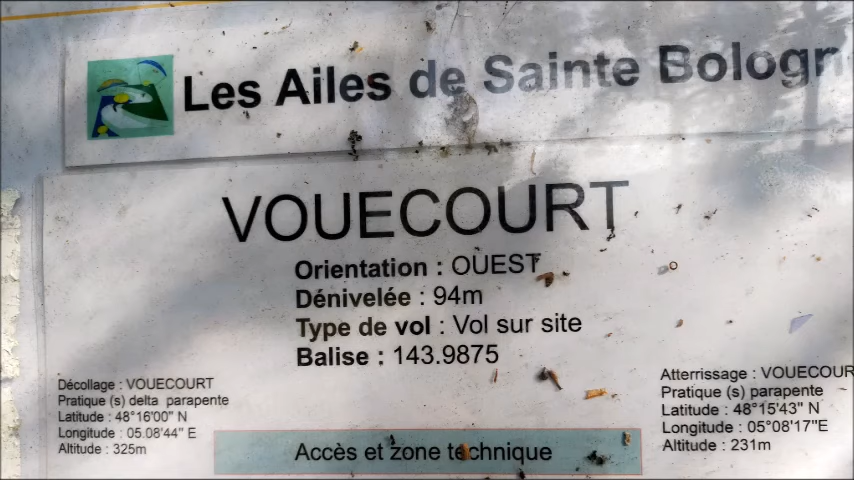 Les Ailes de Sainte Bologn
VOUECOURT
Orientation : OUEST
Dénivelée : 94m
Type de vol : Vol sur site
Balise : 143.9875
Décollage : VOUECOURT
Pratique (s) delta parapente
Latitude : 48°16'00" N
Longitude : 05.08'44" E
Altitude : 325m
Atterrissage : VOUECOUR
Pratique (s) parapente
Latitude : 48°15'43" N
Longitude : 05°08'17"E
Altitude : 231m
Accès et zone technique